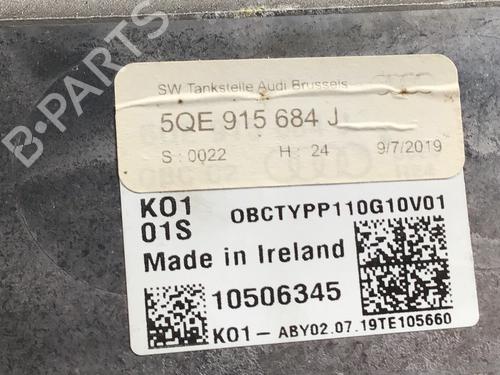 B-PARTS
SW Tankstelle Audi Brussels
5QE 915 684 J
S : 0022 H : 24 9/7/2019
K01 OBCTYPP110G10V01
01S
Made in Ireland
10506345
K01- ABY02.07.19TE105660